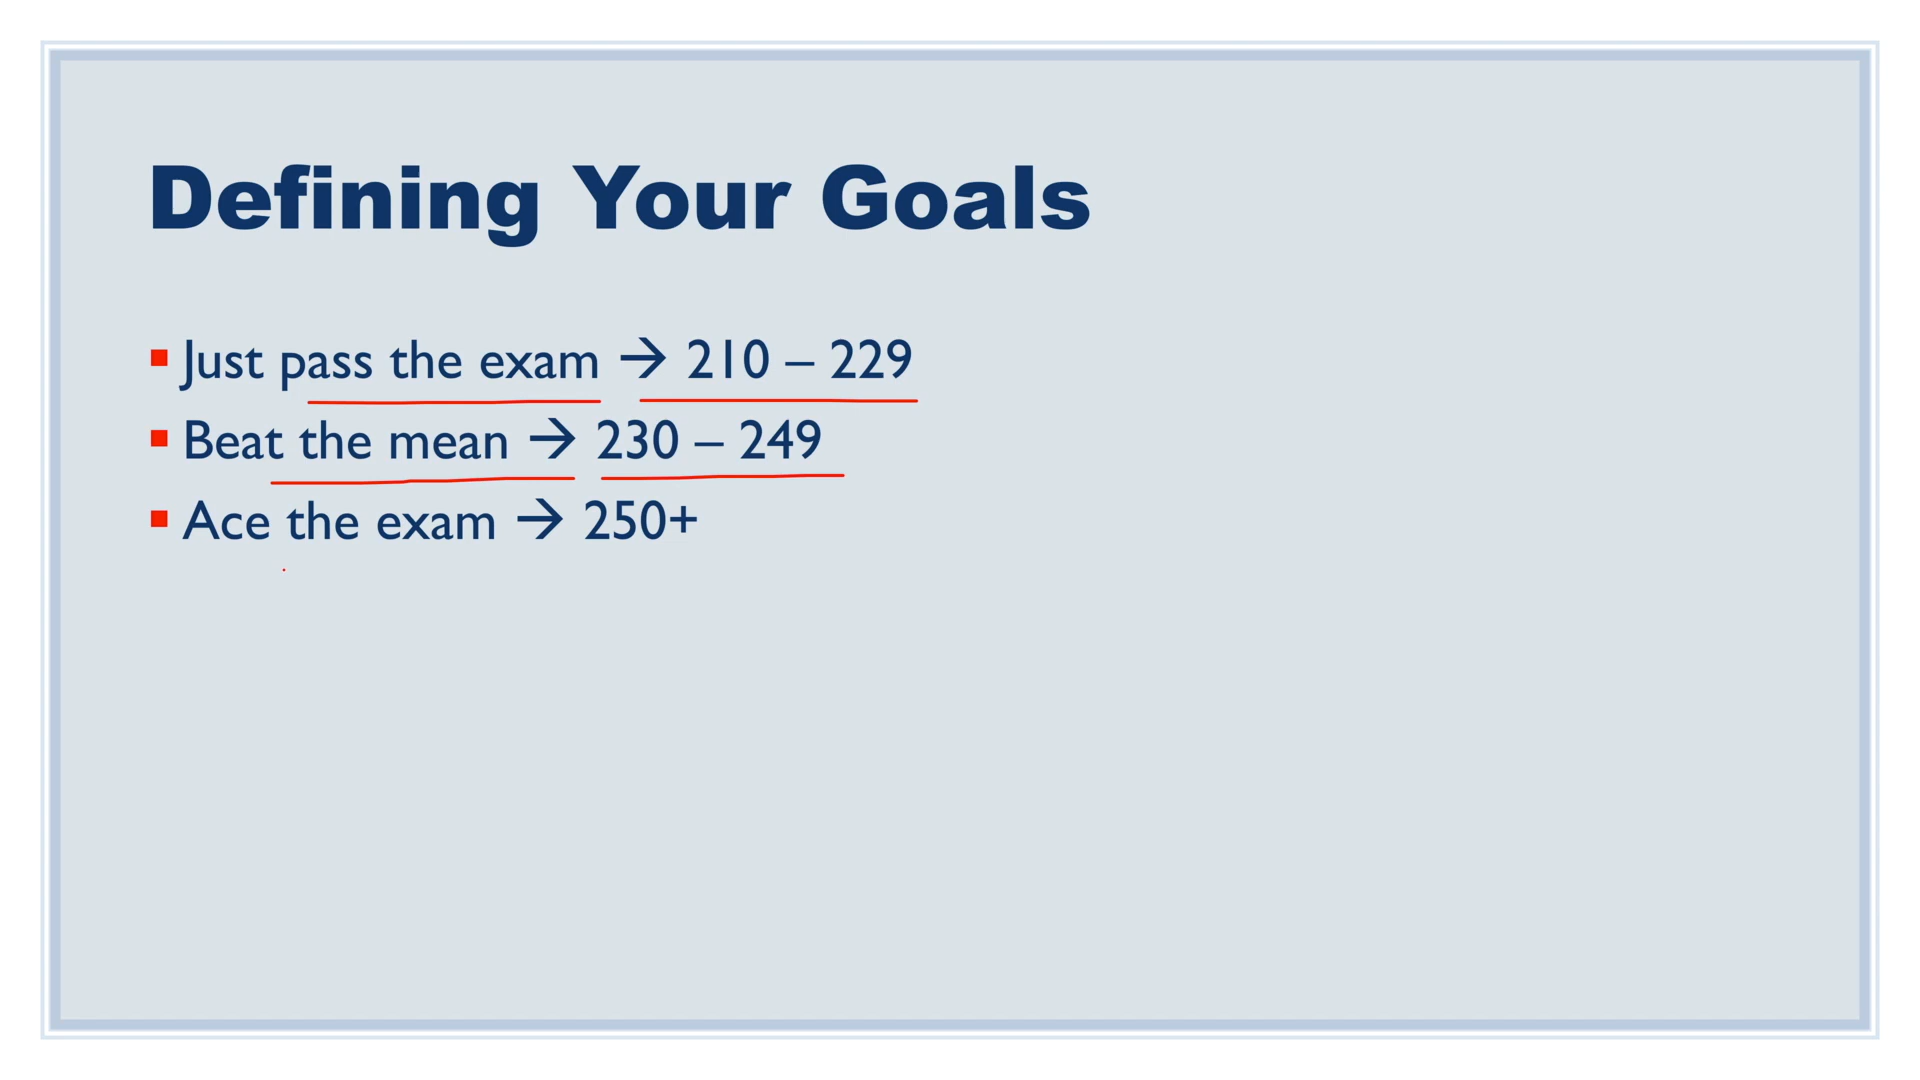 Defining Your Goals
▪ Just pass the exam → 210 – 229
▪ Beat the mean → 230 – 249
▪ Ace the exam → 250+